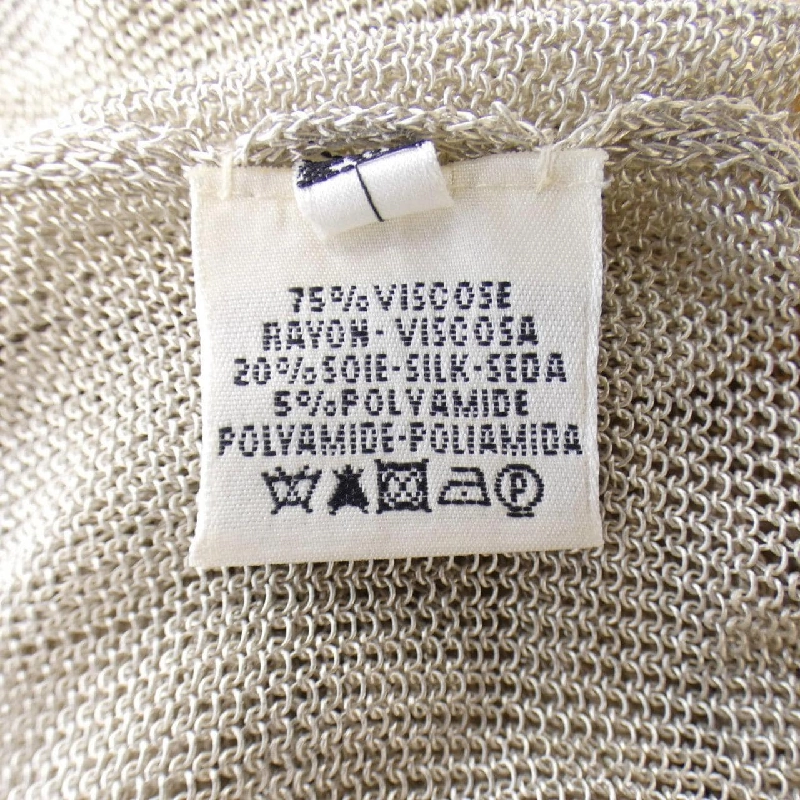 75% VISCOSE
RAYON - VISCOSA
20% SOIE-SILK-SEDA
5% POLYAMIDE
POLYAMIDE-POLIAMIDA
P